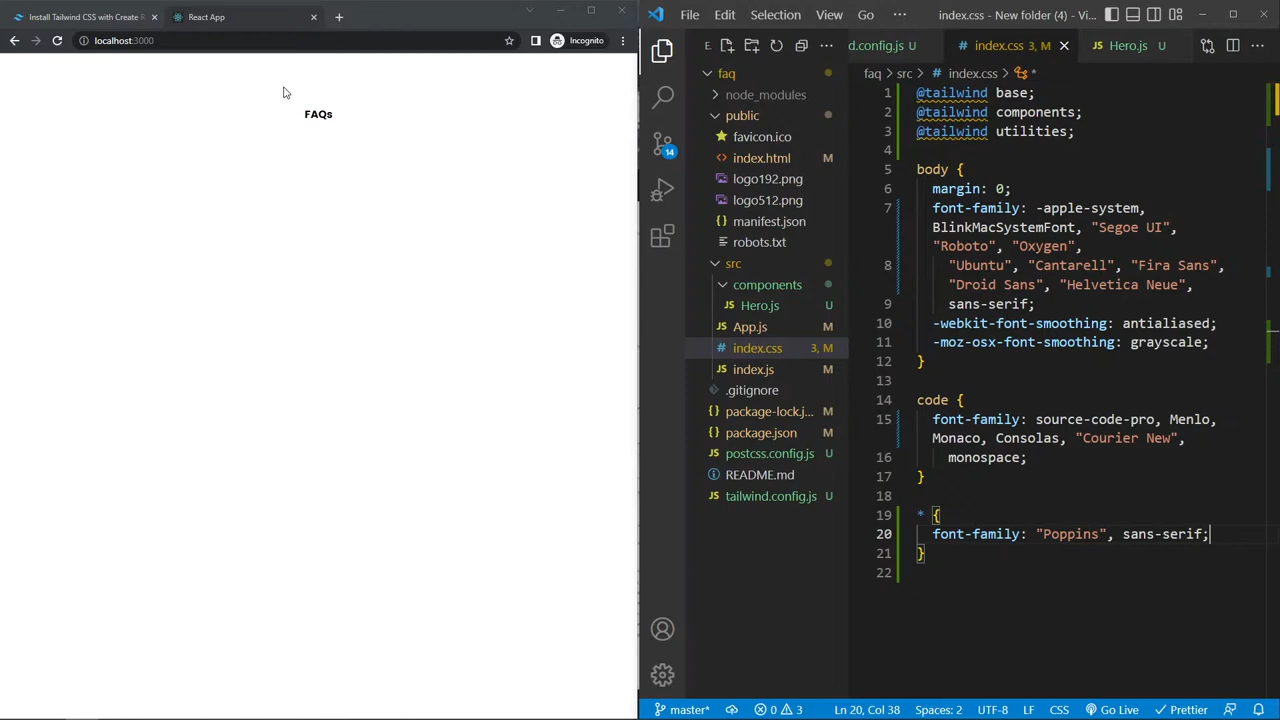 Install Tailwind CSS with Create R
React App
localhost:3000
Incognito
FAQs
File Edit Selection View Go
index.css - New folder (4) - Vi...
d.config.js
index.css 3, M
Hero.js U
E
faq > src > # index.css > *
faq
node_modules
public
favicon.ico
<> index.html M
logo192.png
logo512.png
{} manifest.json
robots.txt
src
components
JS Hero.js U
JS App.js M
# index.css 3, M
JS index.js M
.gitignore
{} package-lock.j... M
{} package.json M
JS postcss.config.js U
README.md
JS tailwind.config.js U
14
1 @tailwind base;
2 @tailwind components;
3 @tailwind utilities;
4
5 body {
6 margin: 0;
7 font-family: -apple-system,
BlinkMacSystemFont, "Segoe UI",
"Roboto", "Oxygen",
8 "Ubuntu", "Cantarell", "Fira Sans",
"Droid Sans", "Helvetica Neue",
9 sans-serif;
10 -webkit-font-smoothing: antialiased;
11 -moz-osx-font-smoothing: grayscale;
12 }
13
14 code {
15 font-family: source-code-pro, Menlo,
Monaco, Consolas, "Courier New",
16 monospace;
17 }
18
19 * {
20 font-family: "Poppins", sans-serif;
21 }
22
master* 0 3 Ln 20, Col 38 Spaces: 2 UTF-8 LF CSS Go Live Prettier